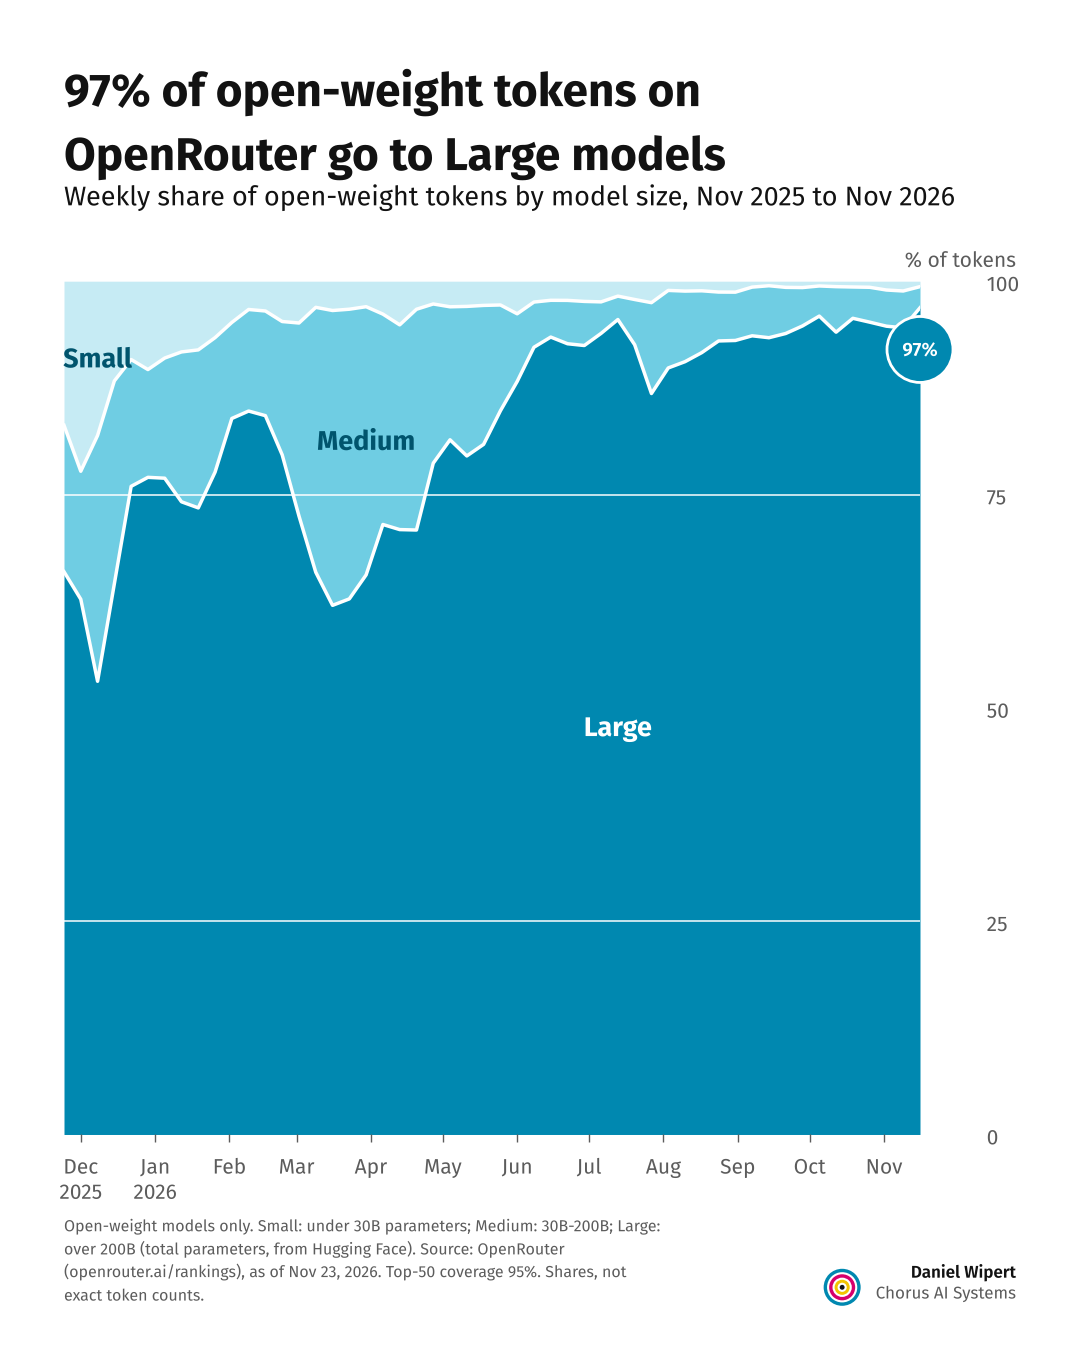 97% of open-weight tokens on
OpenRouter go to Large models
Weekly share of open-weight tokens by model size, Nov 2025 to Nov 2026
% of tokens
100
Small
97%
Medium
75
50
Large
25
0
Dec Jan Feb Mar Apr May Jun Jul Aug Sep Oct Nov
2025 2026
Open-weight models only. Small: under 30B parameters; Medium: 30B-200B; Large:
over 200B (total parameters, from Hugging Face). Source: OpenRouter
(openrouter.ai/rankings), as of Nov 23, 2026. Top-50 coverage 95%. Shares, not
exact token counts.
Daniel Wipert
Chorus AI Systems